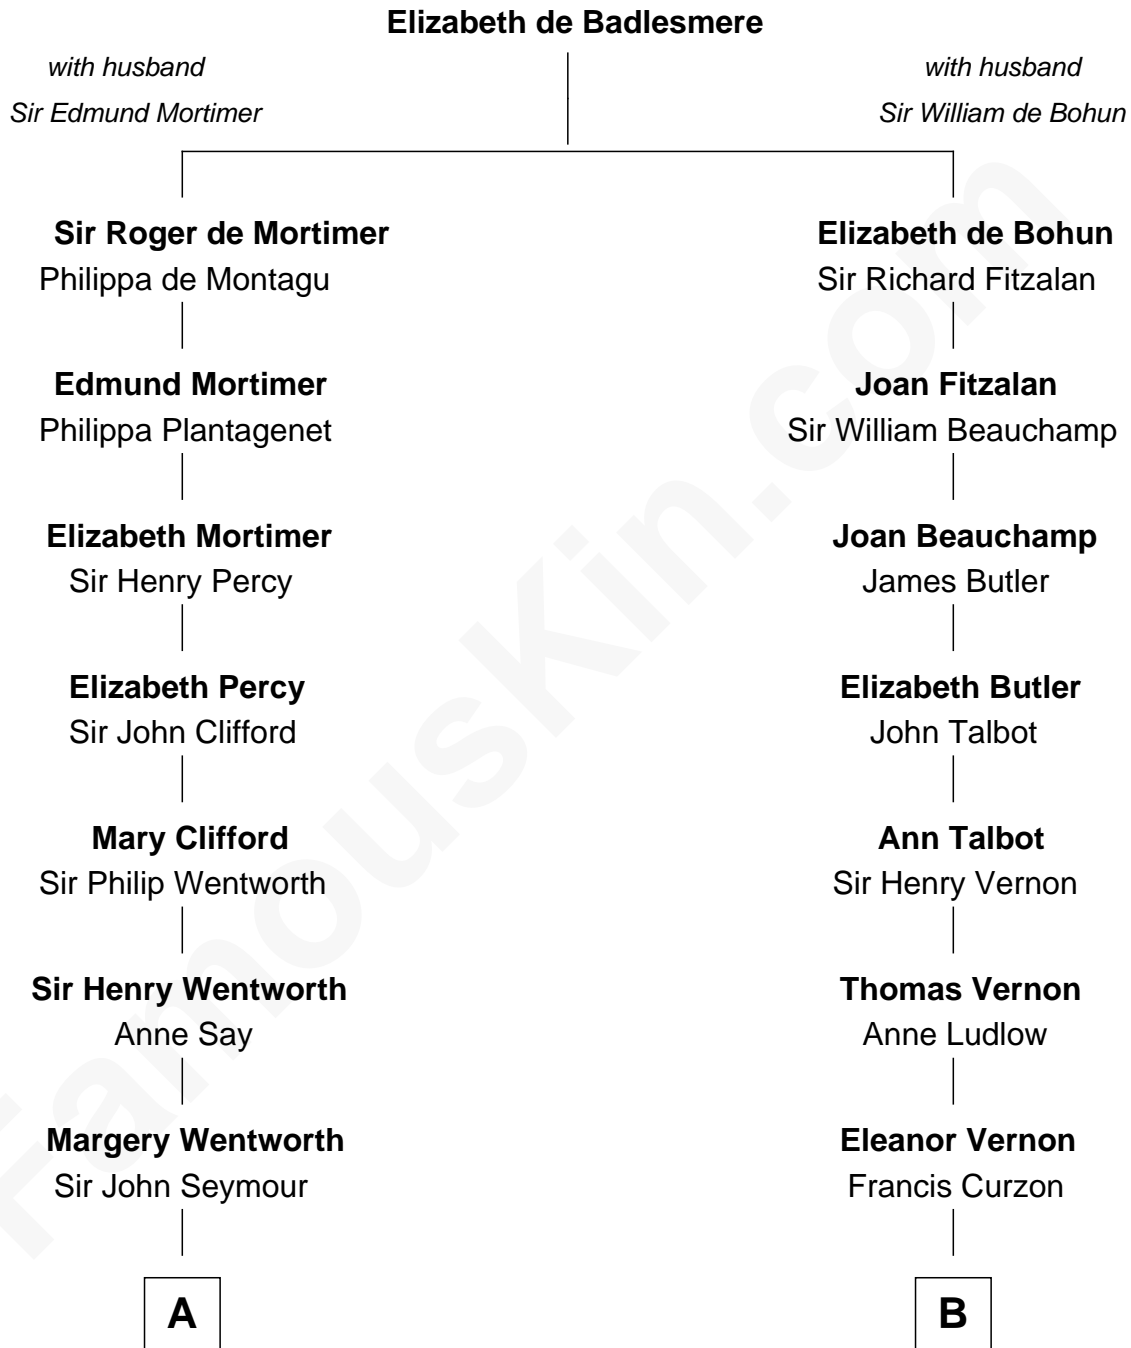 Elizabeth de Badlesmere
with husband
Sir Edmund Mortimer
with husband
Sir William de Bohun
Sir Roger de Mortimer
Philippa de Montagu
Elizabeth de Bohun
Sir Richard Fitzalan
Edmund Mortimer
Philippa Plantagenet
Joan Fitzalan
Sir William Beauchamp
Elizabeth Mortimer
Sir Henry Percy
Joan Beauchamp
James Butler
Elizabeth Percy
Sir John Clifford
Elizabeth Butler
John Talbot
Mary Clifford
Sir Philip Wentworth
Ann Talbot
Sir Henry Vernon
Sir Henry Wentworth
Anne Say
Thomas Vernon
Anne Ludlow
Margery Wentworth
Sir John Seymour
Eleanor Vernon
Francis Curzon
A
B
FamousKin.com